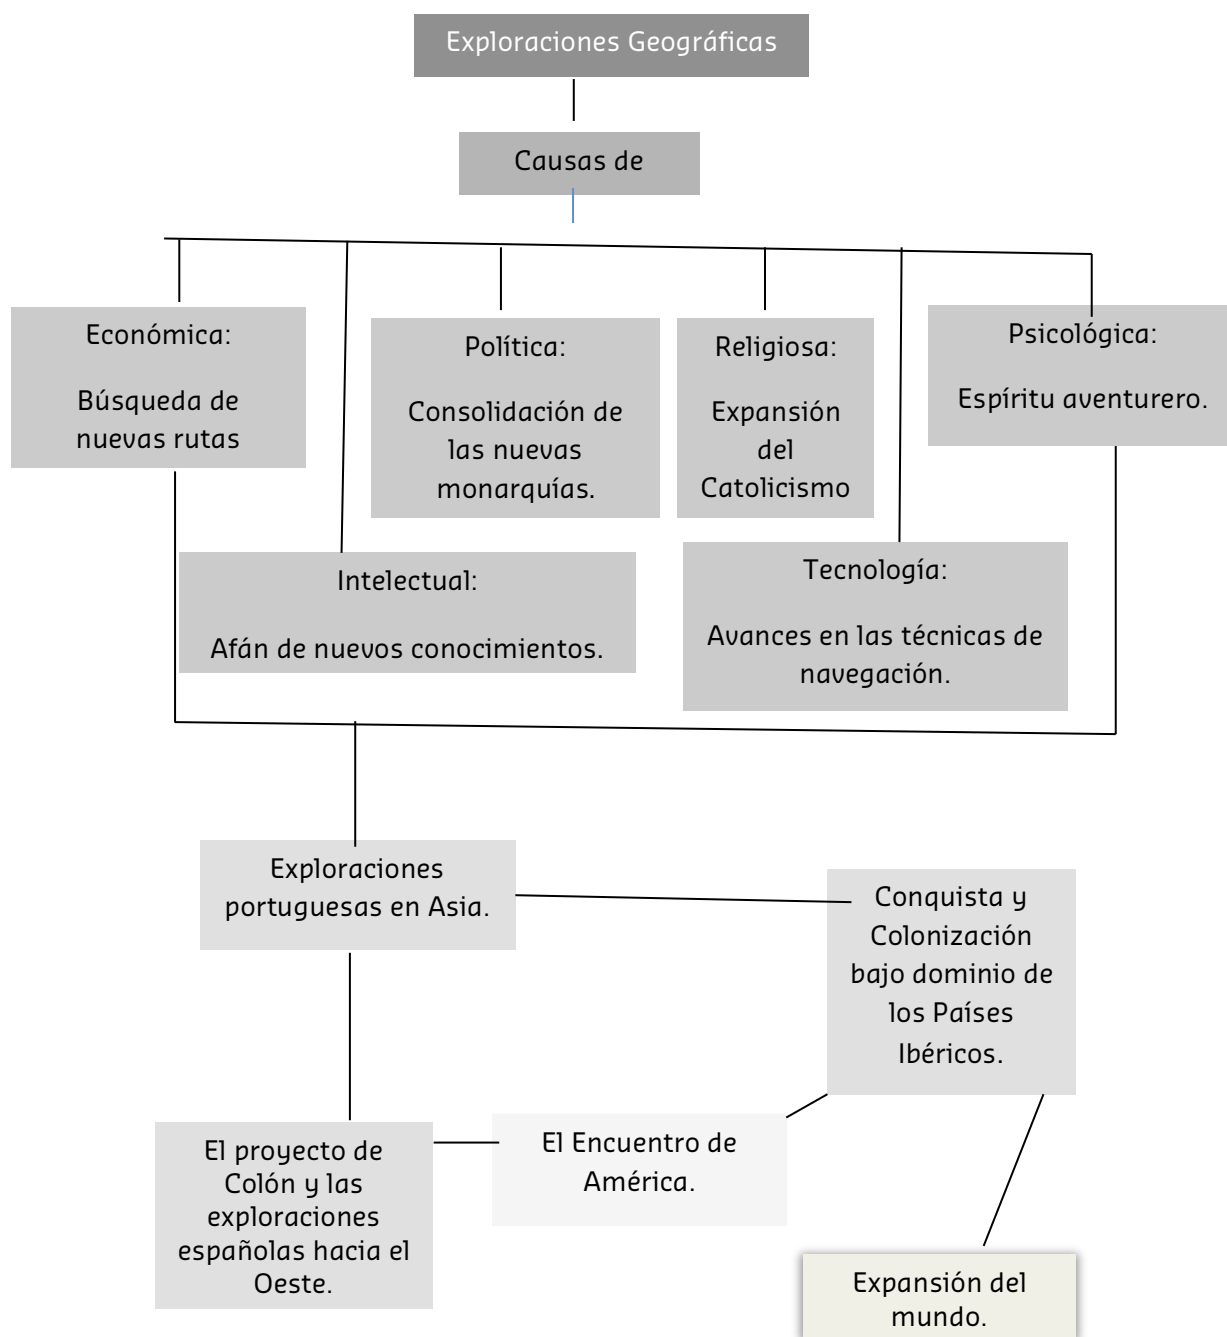 Exploraciones Geográficas
Causas de
Económica:
Búsqueda de
nuevas rutas
Política:
Consolidación de
las nuevas
monarquías.
Religiosa:
Expansión
del
Catolicismo
Psicológica:
Espíritu aventurero.
Intelectual:
Afán de nuevos conocimientos.
Tecnología:
Avances en las técnicas de
navegación.
Exploraciones
portuguesas en Asia.
Conquista y
Colonización
bajo dominio de
los Países
Ibéricos.
El proyecto de
Colón y las
exploraciones
españolas hacia el
Oeste.
El Encuentro de
América.
Expansión del
mundo.